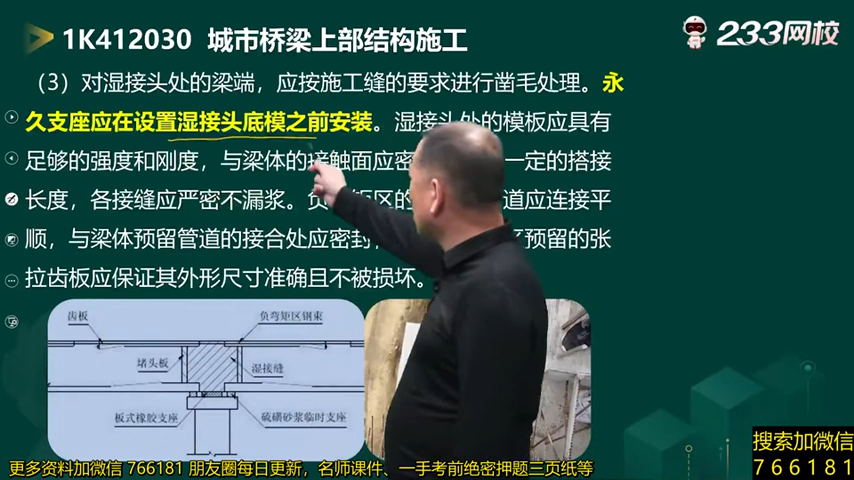 1K412030 城市桥梁上部结构施工
233网校
（3）对湿接头处的梁端，应按施工缝的要求进行凿毛处理。永
久支座应在设置湿接头底模之前安装。湿接头处的模板应具有
足够的强度和刚度，与梁体的接触面应密 一定的搭接
长度，各接缝应严密不漏浆。负 矩区的 道应连接平
顺，与梁体预留管道的接合处应密封， 预留的张
拉齿板应保证其外形尺寸准确且不被损坏。
齿板
负弯矩区钢束
堵头板
湿接缝
板式橡胶支座
硫磺砂浆临时支座
搜索加微信
766181
更多资料加微信 766181 朋友圈每日更新，名师课件、一手考前绝密押题三页纸等